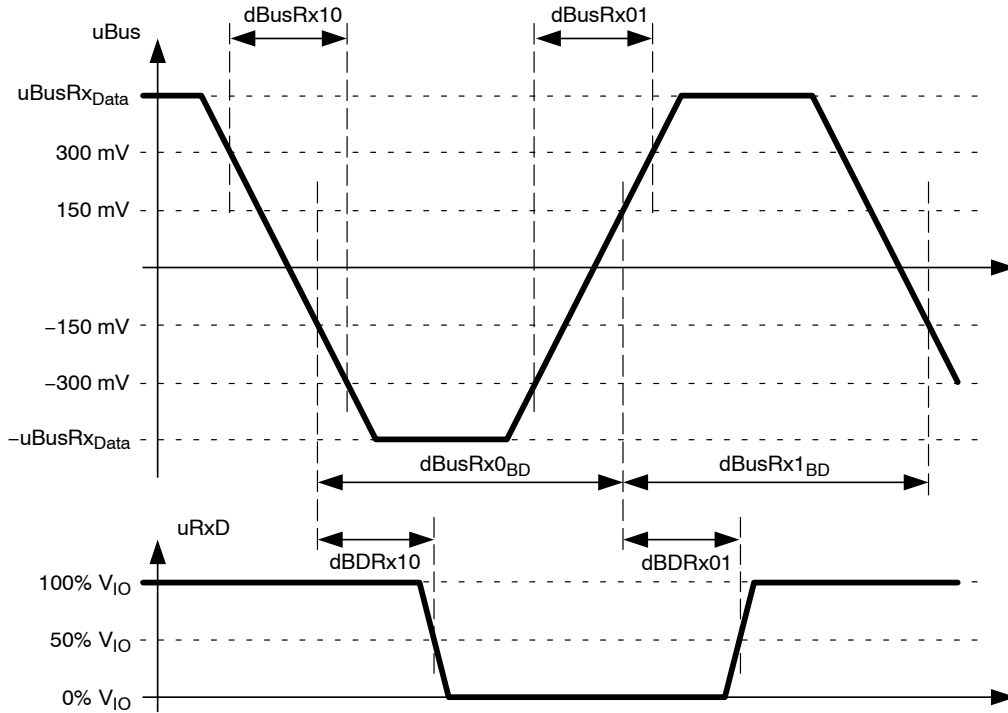 dBusRx10
dBusRx01
uBus
uBusRxData
300 mV
150 mV
−150 mV
−300 mV
−uBusRxData
dBusRx0BD
dBusRx1BD
uRxD
dBDRx10
dBDRx01
100% VIO
50% VIO
0% VIO